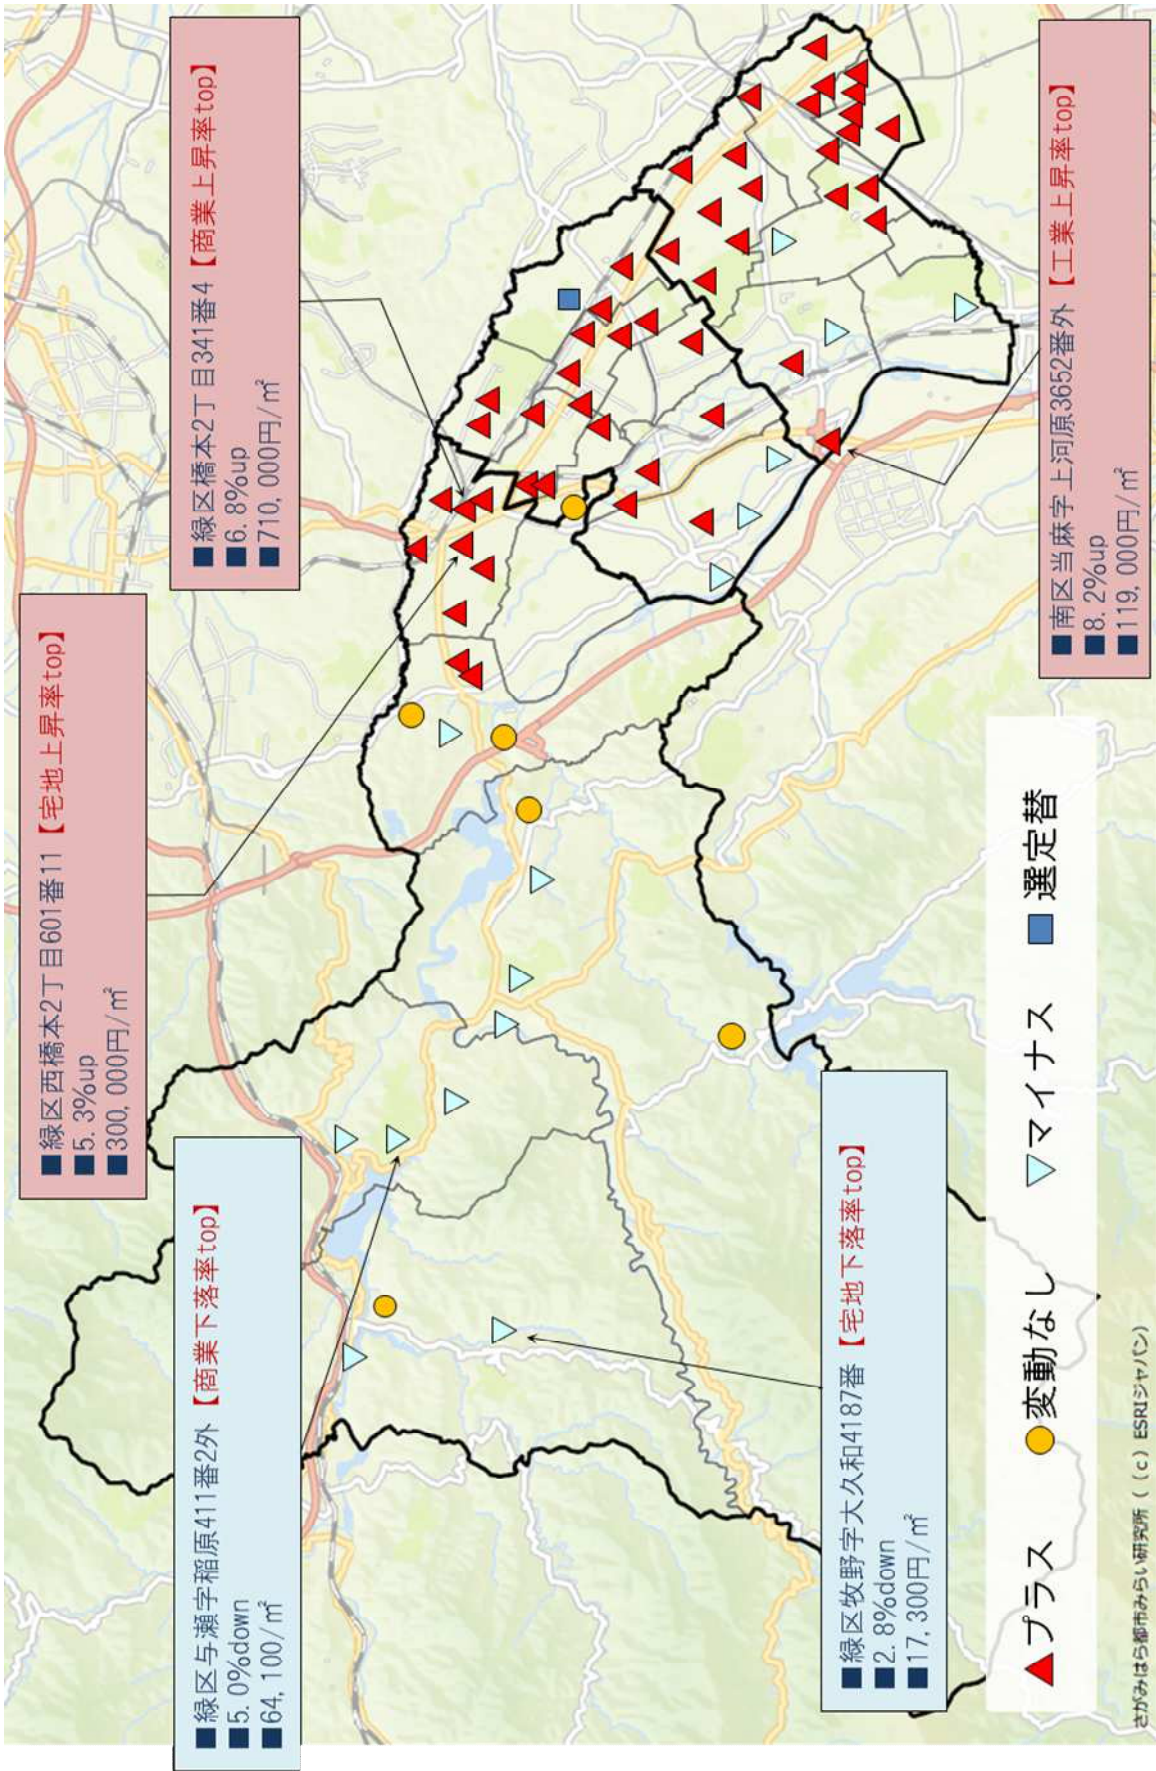 ■緑区与瀬字稲原411番2外【商業下落率top】
■5.0%down
■64,100/㎡
■緑区西橋本2丁目601番11【宅地上昇率top】
■5.3%up
■300,000円/㎡
■緑区橋本2丁目341番4【商業上昇率top】
■6.8%up
■710,000円/㎡
■緑区牧野字大久和4187番【宅地下落率top】
■2.8%down
■17,300円/㎡
■南区当麻字上河原3652番外【工業上昇率top】
■8.2%up
■119,000円/㎡
▲プラス ●変動なし ▽マイナス ■選定替
さがみはら都市みらい研究所（（c）ESRIジャパン）